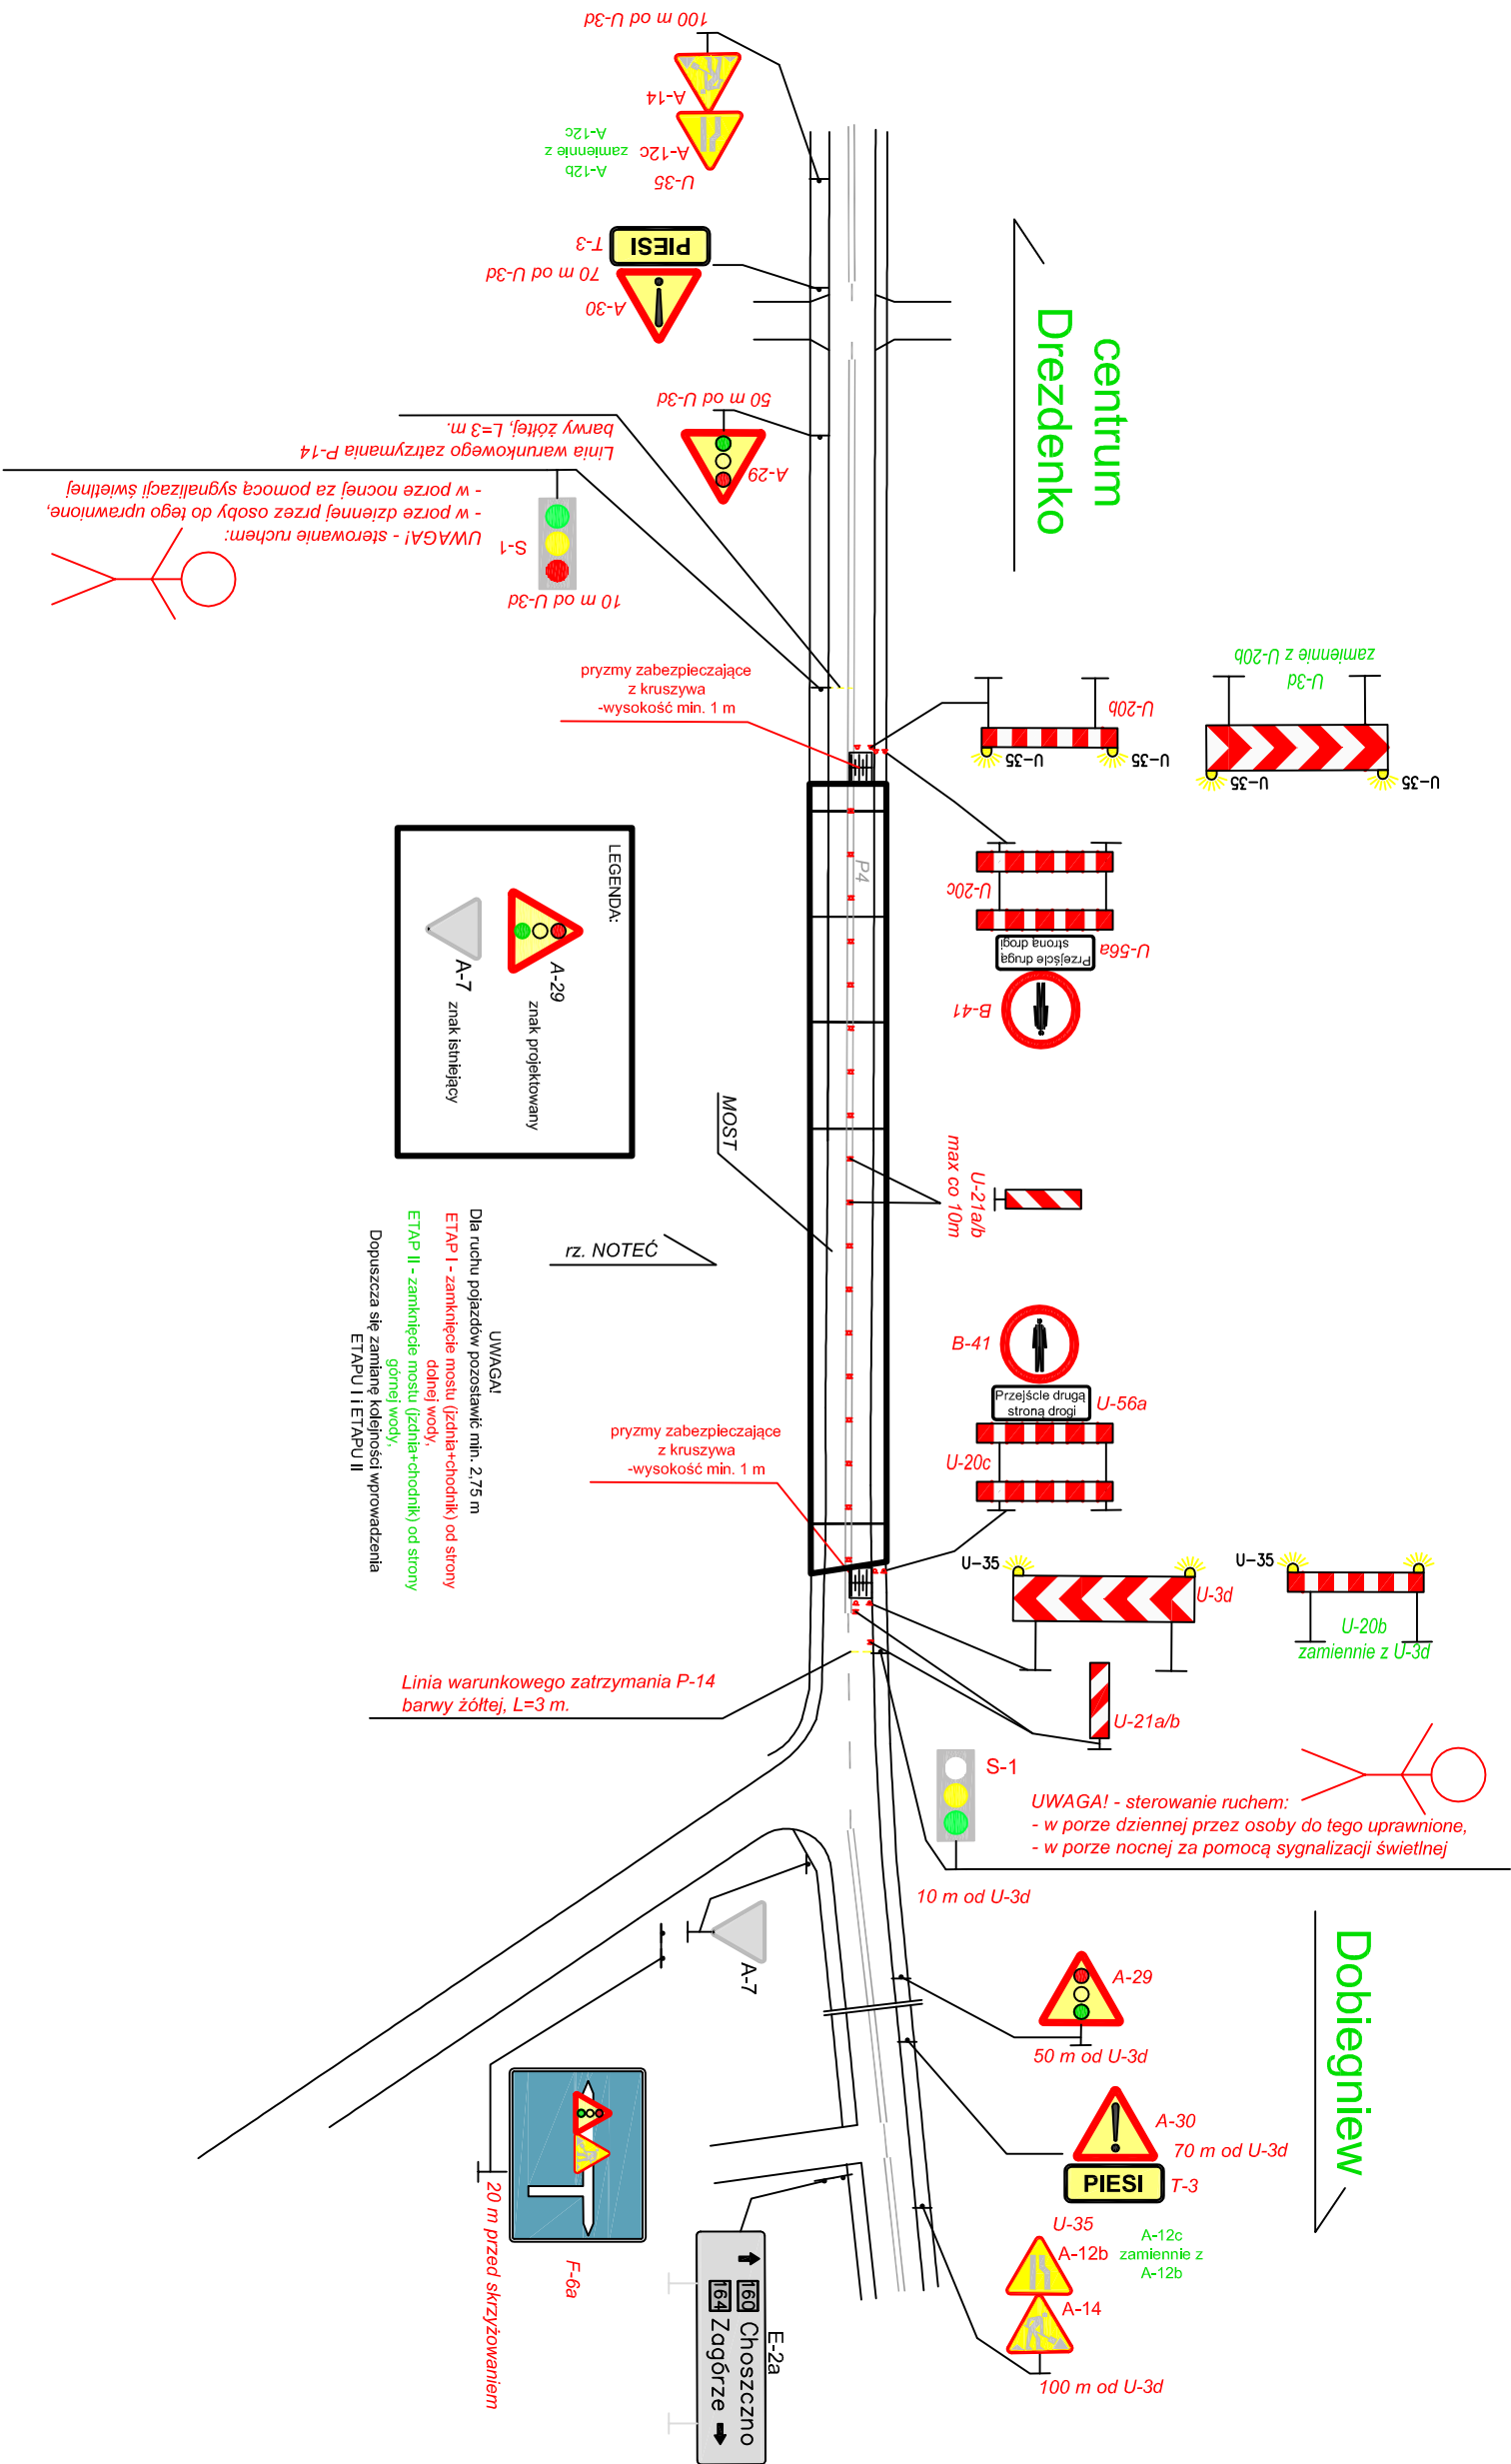 100 m od U-3d
A-14
A-12c
U-35
A-12b
zamiennie z
A-12c
T-3
PIESI
70 m od U-3d
A-30
centrum
Drezdenko
50 m od U-3d
A-29
Linia warunkowego zatrzymania P-14
barwy żółtej, L=3 m.
UWAGA! - sterowanie ruchem:
- w porze dziennej przez osoby do tego uprawnione,
- w porze nocnej za pomocą sygnalizacji świetlnej
S-1
10 m od U-3d
pryzmy zabezpieczające
z kruszywa
-wysokość min. 1 m
U-20b
U-35
U-35
U-3d
zamiennie z U-20b
U-35
U-35
P4
U-20c
U-56a
Przejście drugą
stroną drogi
B-41
LEGENDA:
A-29
znak projektowany
A-7
znak istniejący
MOST
U-21a/b
max co 10m
rz. NOTEĆ
UWAGA!
Dla ruchu pojazdów pozostawić min. 2,75 m
ETAP I - zamknięcie mostu (jzdnia+chodnik) od strony
dolnej wody,
ETAP II - zamknięcie mostu (jzdnia+chodnik) od strony
górnej wody,
Dopuszcza się zamianę kolejności wprowadzenia
ETAPU I i ETAPU II
B-41
Przejście drugą
stroną drogi
U-56a
U-20c
pryzmy zabezpieczające
z kruszywa
-wysokość min. 1 m
U-35
U-3d
U-35
U-20b
zamiennie z U-3d
Linia warunkowego zatrzymania P-14
barwy żółtej, L=3 m.
U-21a/b
S-1
UWAGA! - sterowanie ruchem:
- w porze dziennej przez osoby do tego uprawnione,
- w porze nocnej za pomocą sygnalizacji świetlnej
10 m od U-3d
Dobiegniew
A-7
A-29
50 m od U-3d
A-30
70 m od U-3d
PIESI
T-3
U-35
A-12b
A-12c
zamiennie z
A-12b
A-14
100 m od U-3d
F-6a
20 m przed skrzyżowaniem
E-2a
160 Choszczno
164 Zagórze